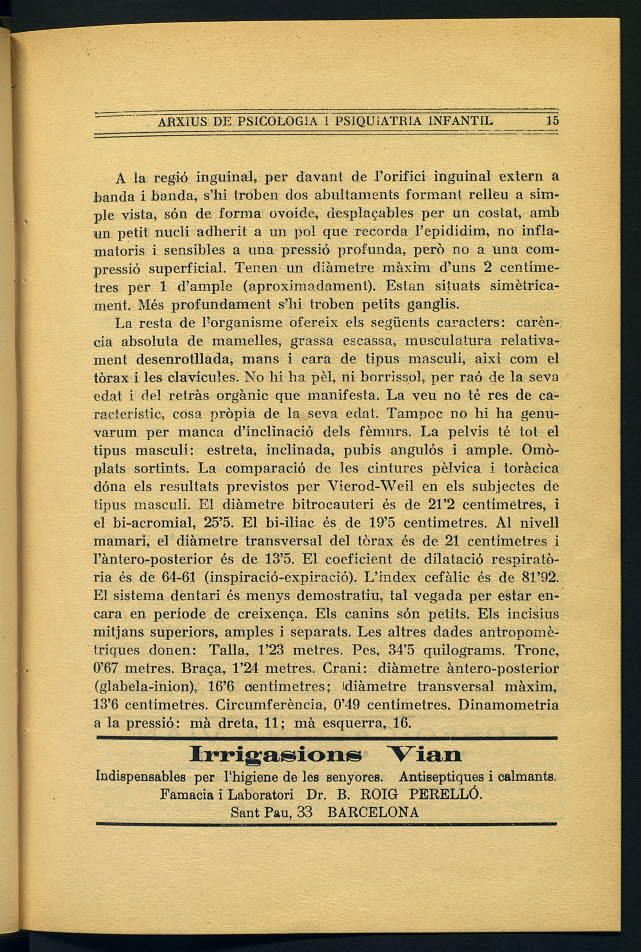 ARXIUS DE PSICOLOGIA I PSIQUIATRIA INFANTIL 15
A la regió inguinal, per davant de l'orifici inguinal extern a
banda i banda, s'hi troben dos abultaments formant relleu a sim-
ple vista, són de forma ovoide, desplaçables per un costat, amb
un petit nucli adherit a un pol que recorda l'epidídim, no infla-
matoris i sensibles a una pressió profunda, però no a una com-
pressió superficial. Tenen un diàmetre màxim d'uns 2 centíme-
tres per 1 d'ample (aproximadament). Estan situats simètrica-
ment. Més profundament s'hi troben petits ganglis.
La resta de l'organisme ofereix els següents caracters: carèn-
cia absoluta de mamelles, grassa escassa, musculatura relativa-
ment desenrotllada, mans i cara de tipus masculí, així com el
tòrax i les clavícules. No hi ha pèl, ni borrissol, per raó de la seva
edat i del retràs orgànic que manifesta. La veu no té res de ca-
racterístic, cosa pròpia de la seva edat. Tampoc no hi ha genu-
varum per manca d'inclinació dels fèmurs. La pelvis té tot el
tipus masculí: estreta, inclinada, pubis angulós i ample. Omò-
plats sortints. La comparació de les cintures pèlvica i toràcica
dóna els resultats previstos per Vierod-Weil en els subjectes de
tipus masculí. El diàmetre bitrocanteri és de 21'2 centímetres, i
el bi-acromial, 25'5. El bi-iliac és de 19'5 centímetres. Al nivell
mamari, el diàmetre transversal del tòrax és de 21 centímetres i
l'àntero-posterior és de 13'5. El coeficient de dilatació respiratò-
ria és de 64-61 (inspiració-expiració). L'índex cefàlic és de 81'92.
El sistema dentari és menys demostratiu, tal vegada per estar en-
cara en període de creixença. Els canins són petits. Els incisius
mitjans superiors, amples i separats. Les altres dades antropomè-
triques donen: Talla, 1'23 metres. Pes, 34'5 quilograms. Tronc,
0'67 metres. Braça, 1'24 metres. Crani: diàmetre àntero-posterior
(glabela-inion), 16'6 centímetres; diàmetre transversal màxim,
13'6 centímetres. Circumferència, 0'49 centímetres. Dinamometria
a la pressió: mà dreta, 11; mà esquerra, 16.
Irrigasions Vian
Indispensables per l'higiene de les senyores. Antiseptiques i calmants.
Famacia i Laboratori Dr. B. ROIG PERELLÓ.
Sant Pau, 33 BARCELONA